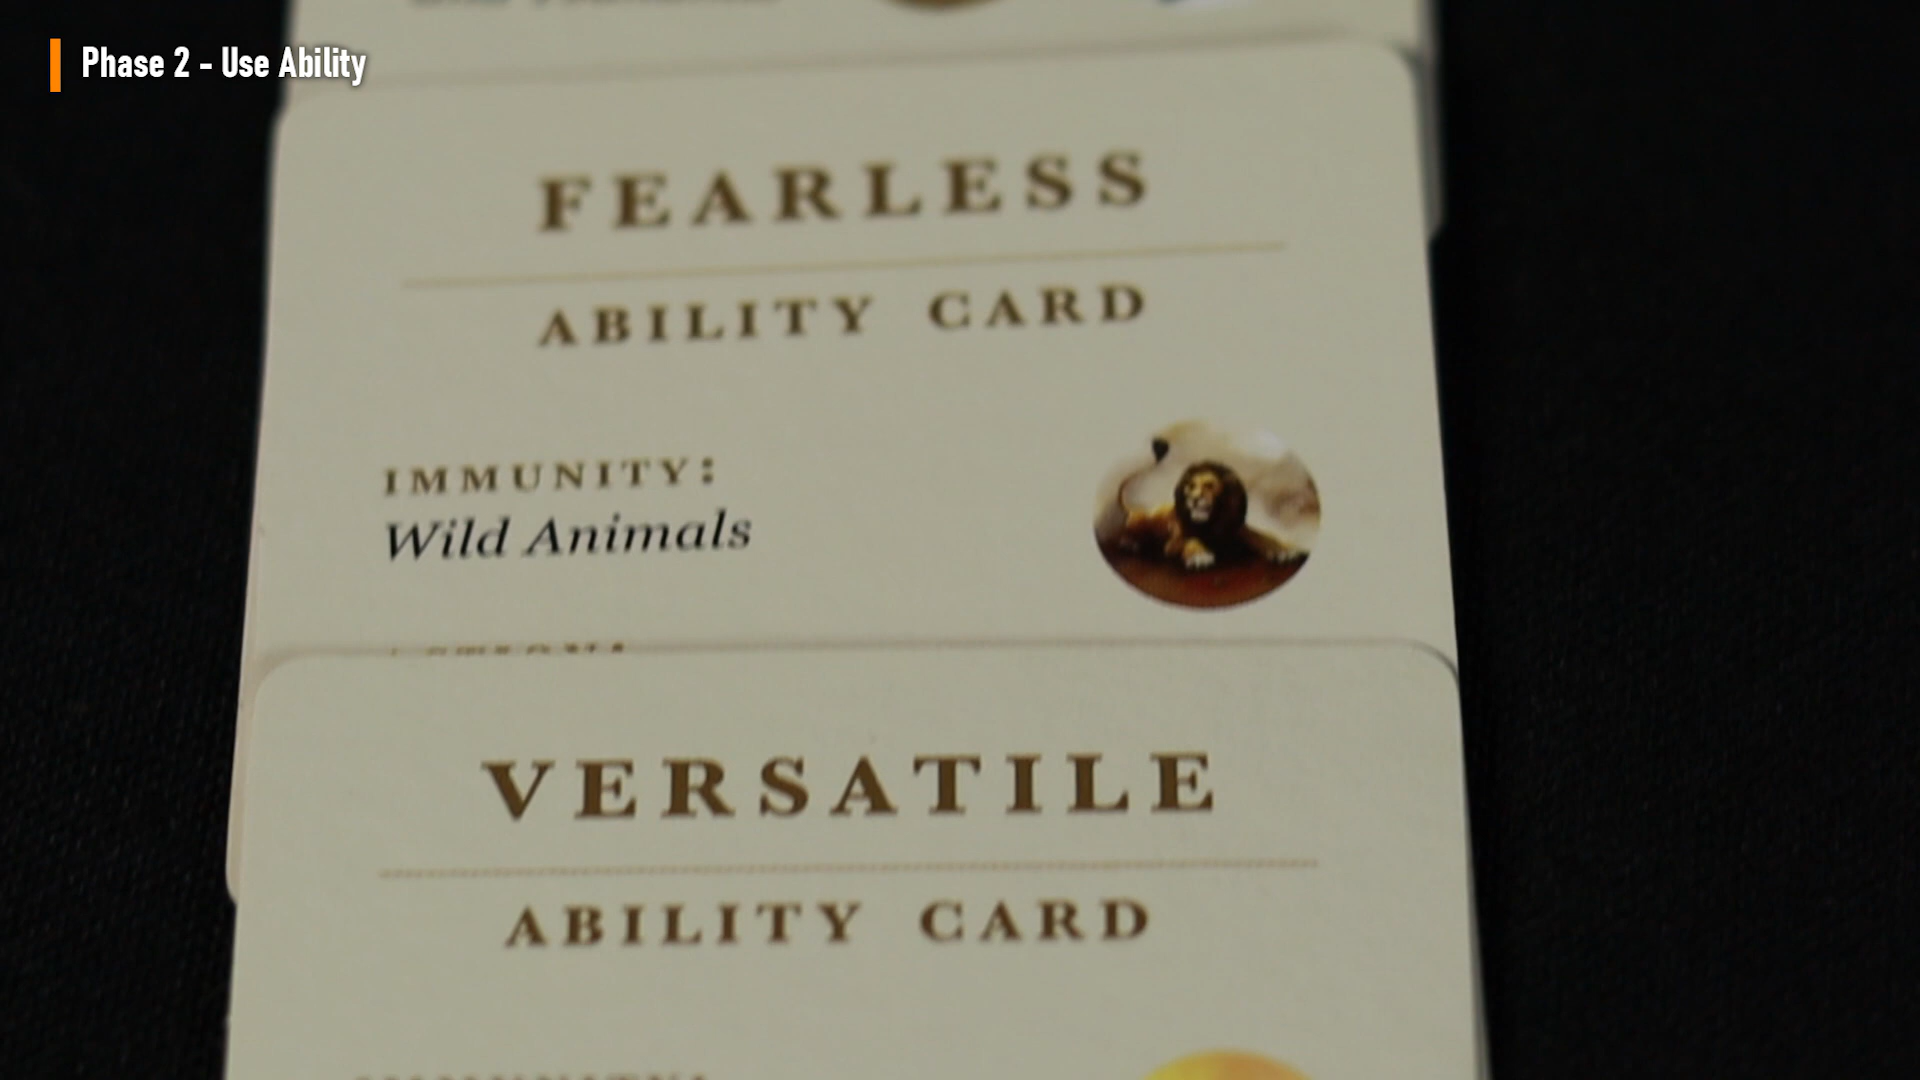 Phase 2 - Use Ability
FEARLESS
ABILITY CARD
IMMUNITY:
Wild Animals
VERSATILE
ABILITY CARD